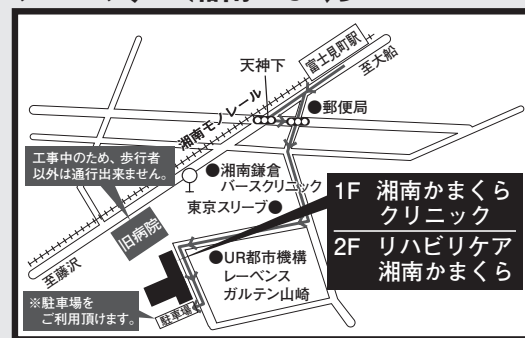 富士見町駅
至大船
天神下
●郵便局
湘南モノレール
工事中のため、歩行者
以外は通行出来ません。
●湘南鎌倉
バースクリニック
東京スリーブ●
旧病院
1F 湘南かまくら
クリニック
2F リハビリケア
湘南かまくら
●UR都市機構
レーベンス
ガルテン山崎
至藤沢
※駐車場を
ご利用頂けます。
駐車場